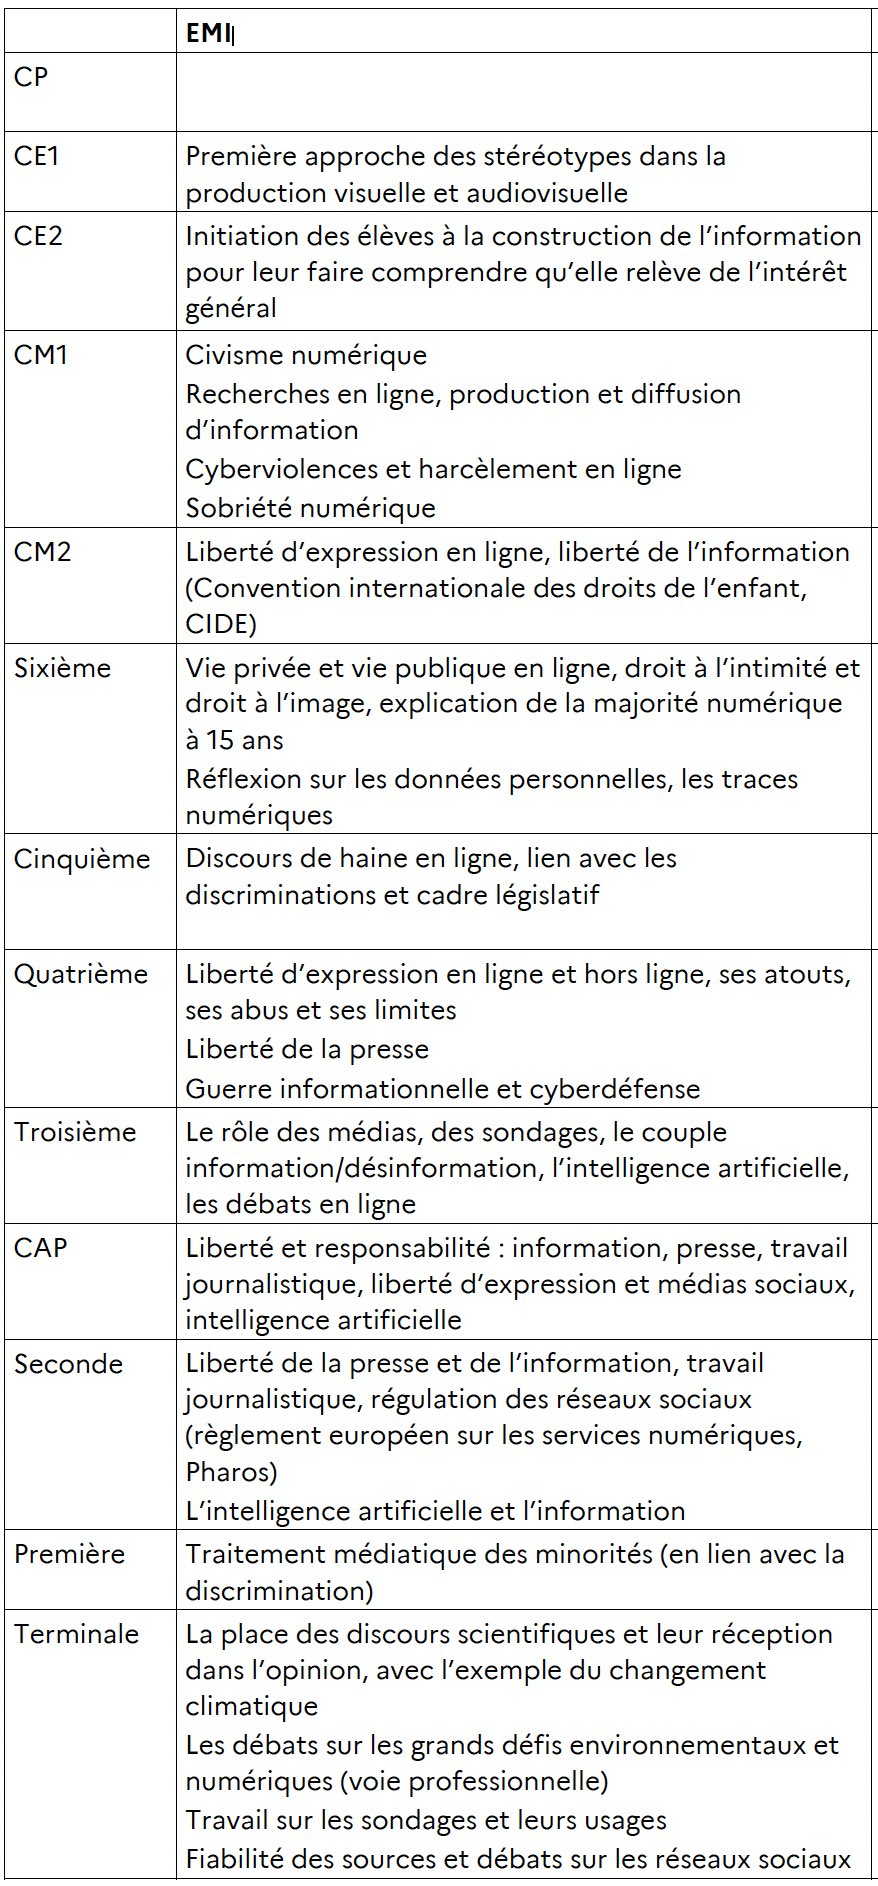 EMI
CP
CE1
Première approche des stéréotypes dans la
production visuelle et audiovisuelle
CE2
Initiation des élèves à la construction de l’information
pour leur faire comprendre qu’elle relève de l’intérêt
général
CM1
Civisme numérique
Recherches en ligne, production et diffusion
d’information
Cyberviolences et harcèlement en ligne
Sobriété numérique
CM2
Liberté d’expression en ligne, liberté de l’information
(Convention internationale des droits de l’enfant,
CIDE)
Sixième
Vie privée et vie publique en ligne, droit à l’intimité et
droit à l’image, explication de la majorité numérique
à 15 ans
Réflexion sur les données personnelles, les traces
numériques
Cinquième
Discours de haine en ligne, lien avec les
discriminations et cadre législatif
Quatrième
Liberté d’expression en ligne et hors ligne, ses atouts,
ses abus et ses limites
Liberté de la presse
Guerre informationnelle et cyberdéfense
Troisième
Le rôle des médias, des sondages, le couple
information/désinformation, l’intelligence artificielle,
les débats en ligne
CAP
Liberté et responsabilité : information, presse, travail
journalistique, liberté d’expression et médias sociaux,
intelligence artificielle
Seconde
Liberté de la presse et de l’information, travail
journalistique, régulation des réseaux sociaux
(règlement européen sur les services numériques,
Pharos)
L’intelligence artificielle et l’information
Première
Traitement médiatique des minorités (en lien avec la
discrimination)
Terminale
La place des discours scientifiques et leur réception
dans l’opinion, avec l’exemple du changement
climatique
Les débats sur les grands défis environnementaux et
numériques (voie professionnelle)
Travail sur les sondages et leurs usages
Fiabilité des sources et débats sur les réseaux sociaux